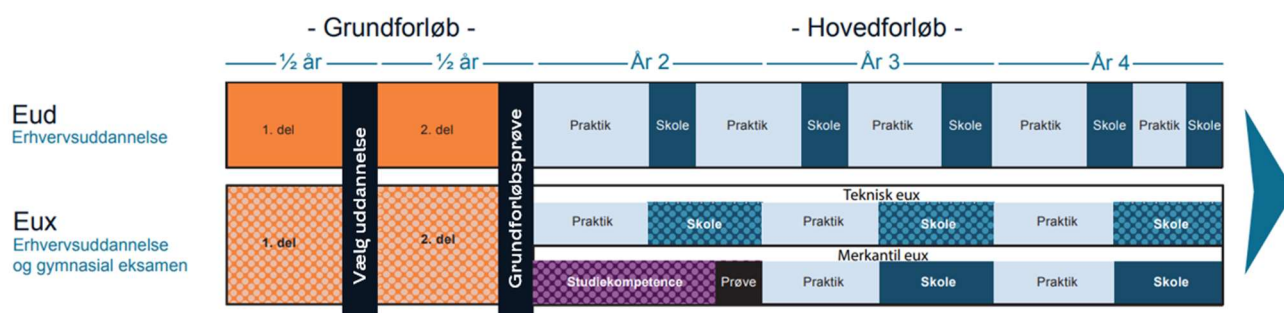 - Grundforløb -
- Hovedforløb -
½ år
½ år
År 2
År 3
År 4
Eud
Erhvervsuddannelse
1. del
Vælg uddannelse
2. del
Grundforløbsprøve
Praktik
Skole
Praktik
Skole
Praktik
Skole
Praktik
Skole
Praktik
Skole
Eux
Erhvervsuddannelse
og gymnasial eksamen
1. del
2. del
Teknisk eux
Praktik
Skole
Praktik
Skole
Praktik
Skole
Merkantil eux
Studiekompetence
Prøve
Praktik
Skole
Praktik
Skole